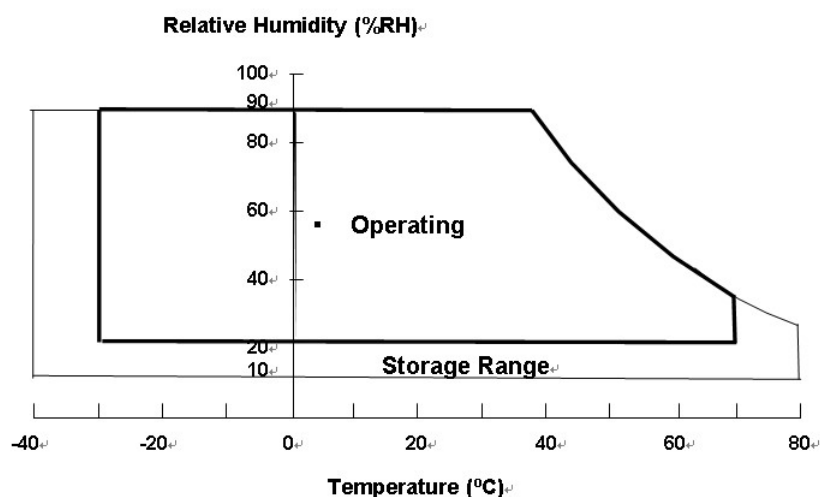 Relative Humidity (%RH)↵
100↵
90↵
80↵
60↵
Operating
40↵
20↵
Storage Range↵
10↵
-40↵ -20↵ 0↵ 20↵ 40↵ 60↵ 80↵
Temperature (ºC)↵